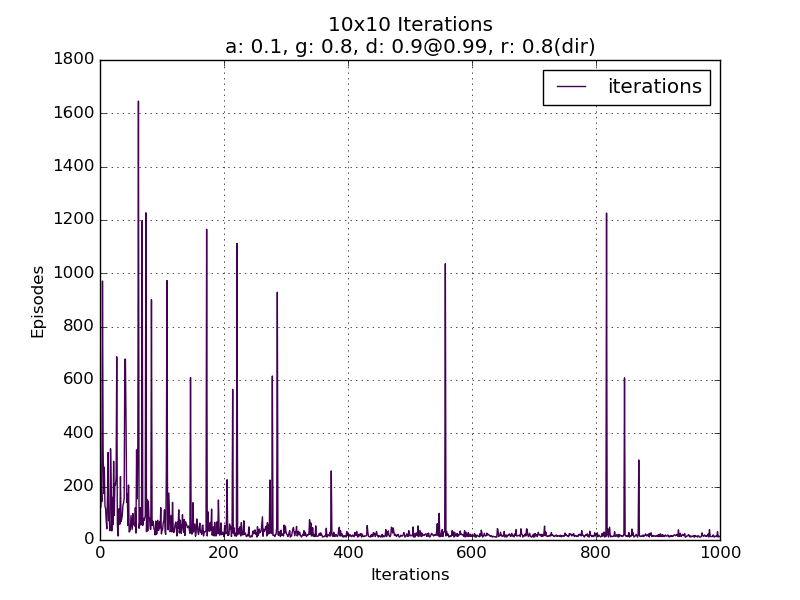 10x10 Iterations
a: 0.1, g: 0.8, d: 0.9@0.99, r: 0.8(dir)
1800
1600
1400
1200
1000
800
600
400
200
0
Episodes
iterations
0 200 400 600 800 1000
Iterations